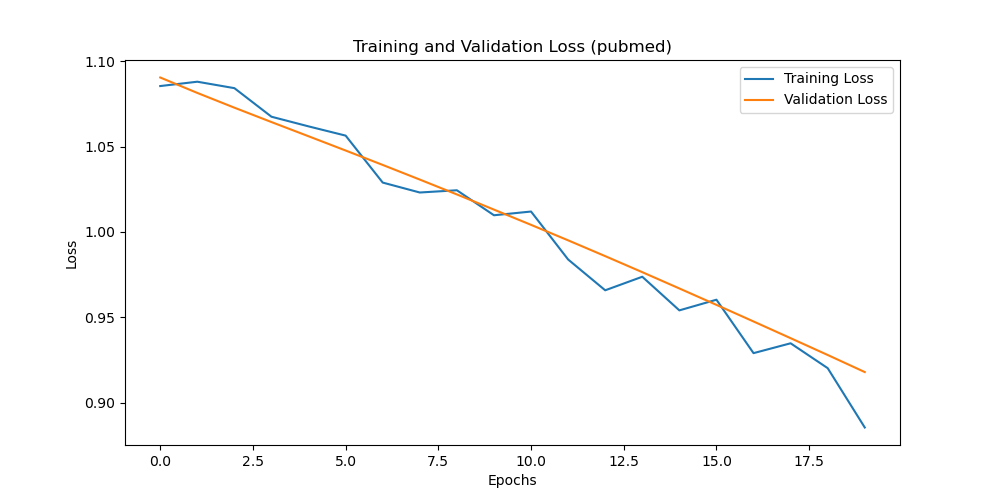 Training and Validation Loss (pubmed)
Training Loss
Validation Loss
1.10
1.05
1.00
0.95
0.90
Loss
0.0 2.5 5.0 7.5 10.0 12.5 15.0 17.5
Epochs